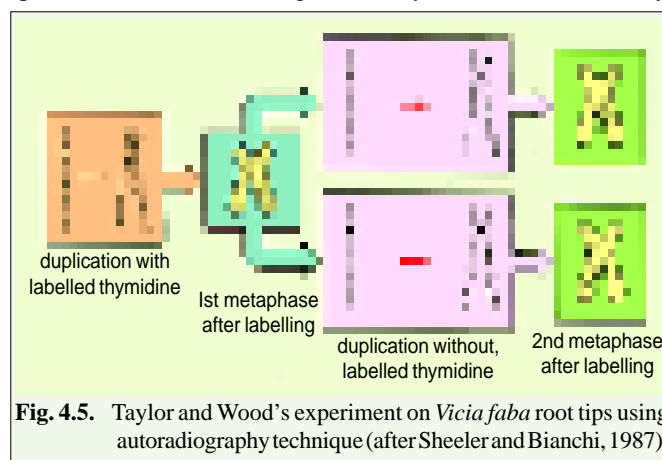 duplication with
labelled thymidine
Ist metaphase
after labelling
duplication without,
labelled thymidine
2nd metaphase
after labelling
Fig. 4.5. Taylor and Wood's experiment on Vicia faba root tips using
autoradiography technique (after Sheeler and Bianchi, 1987)